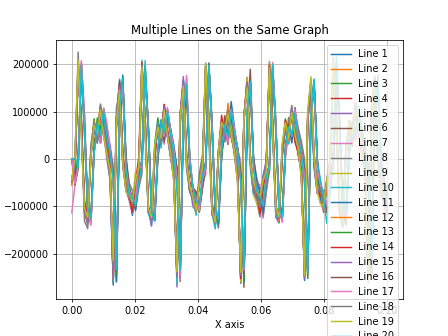 Multiple Lines on the Same Graph
200000
100000
0
−100000
−200000
0.00
0.02
0.04
0.06
X axis
Line 1
Line 2
Line 3
Line 4
Line 5
Line 6
Line 7
Line 8
Line 9
Line 10
Line 11
Line 12
Line 13
Line 14
Line 15
Line 16
Line 17
Line 18
Line 19